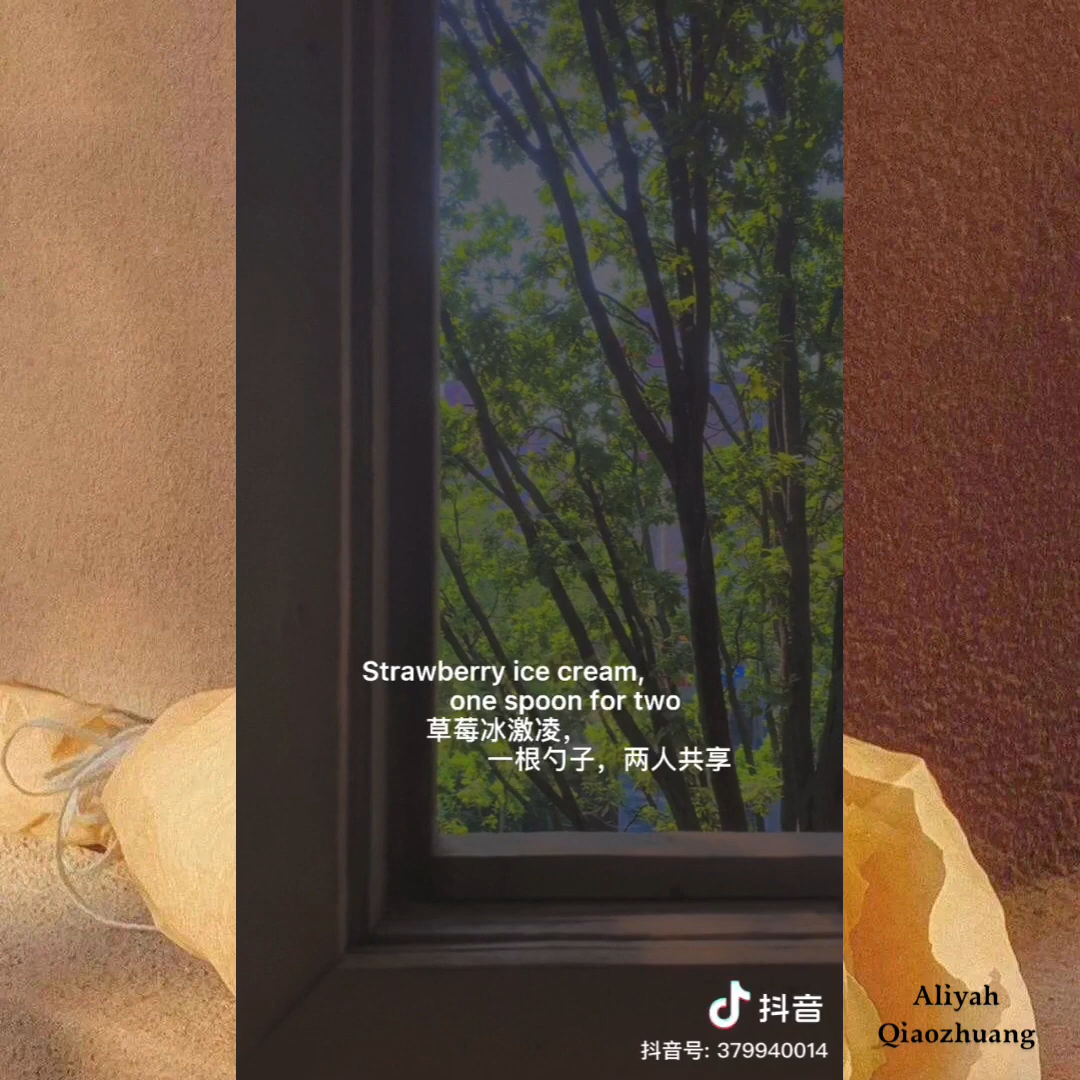 Strawberry ice cream,
one spoon for two
草莓冰激凌，
一根勺子，两人共享
抖音
抖音号: 379940014
Aliyah
Qiaozhuang